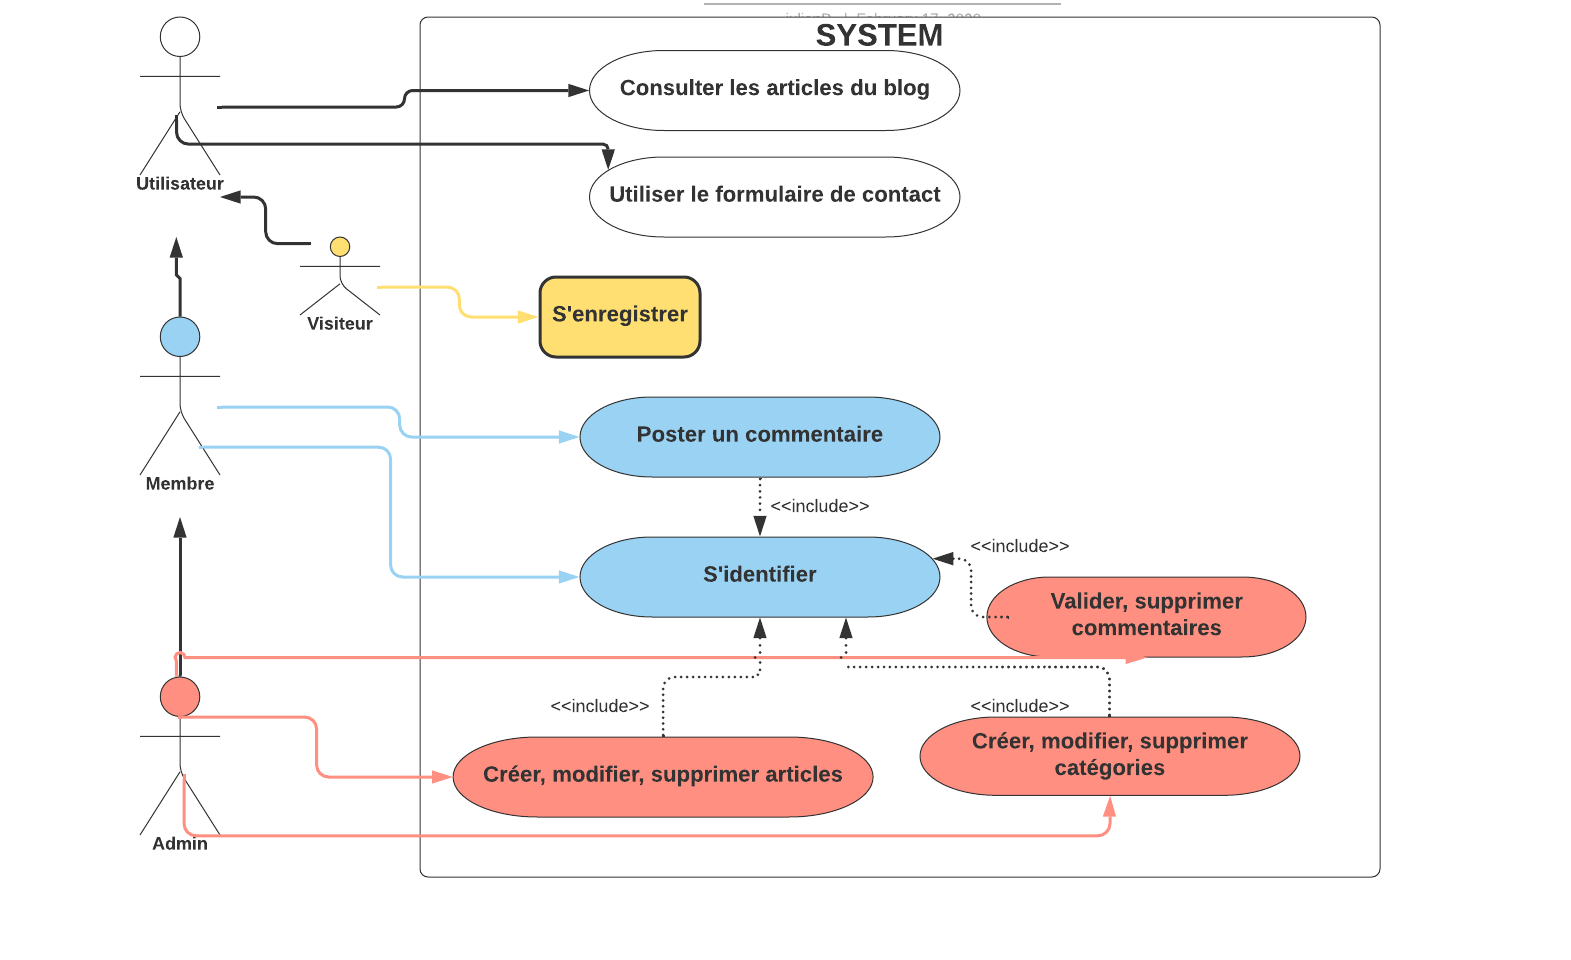 SYSTEM
Consulter les articles du blog
Utiliser le formulaire de contact
Utilisateur
S'enregistrer
Visiteur
Poster un commentaire
Membre
<<include>>
<<include>>
S'identifier
Valider, supprimer
commentaires
<<include>>
<<include>>
Créer, modifier, supprimer
catégories
Créer, modifier, supprimer articles
Admin